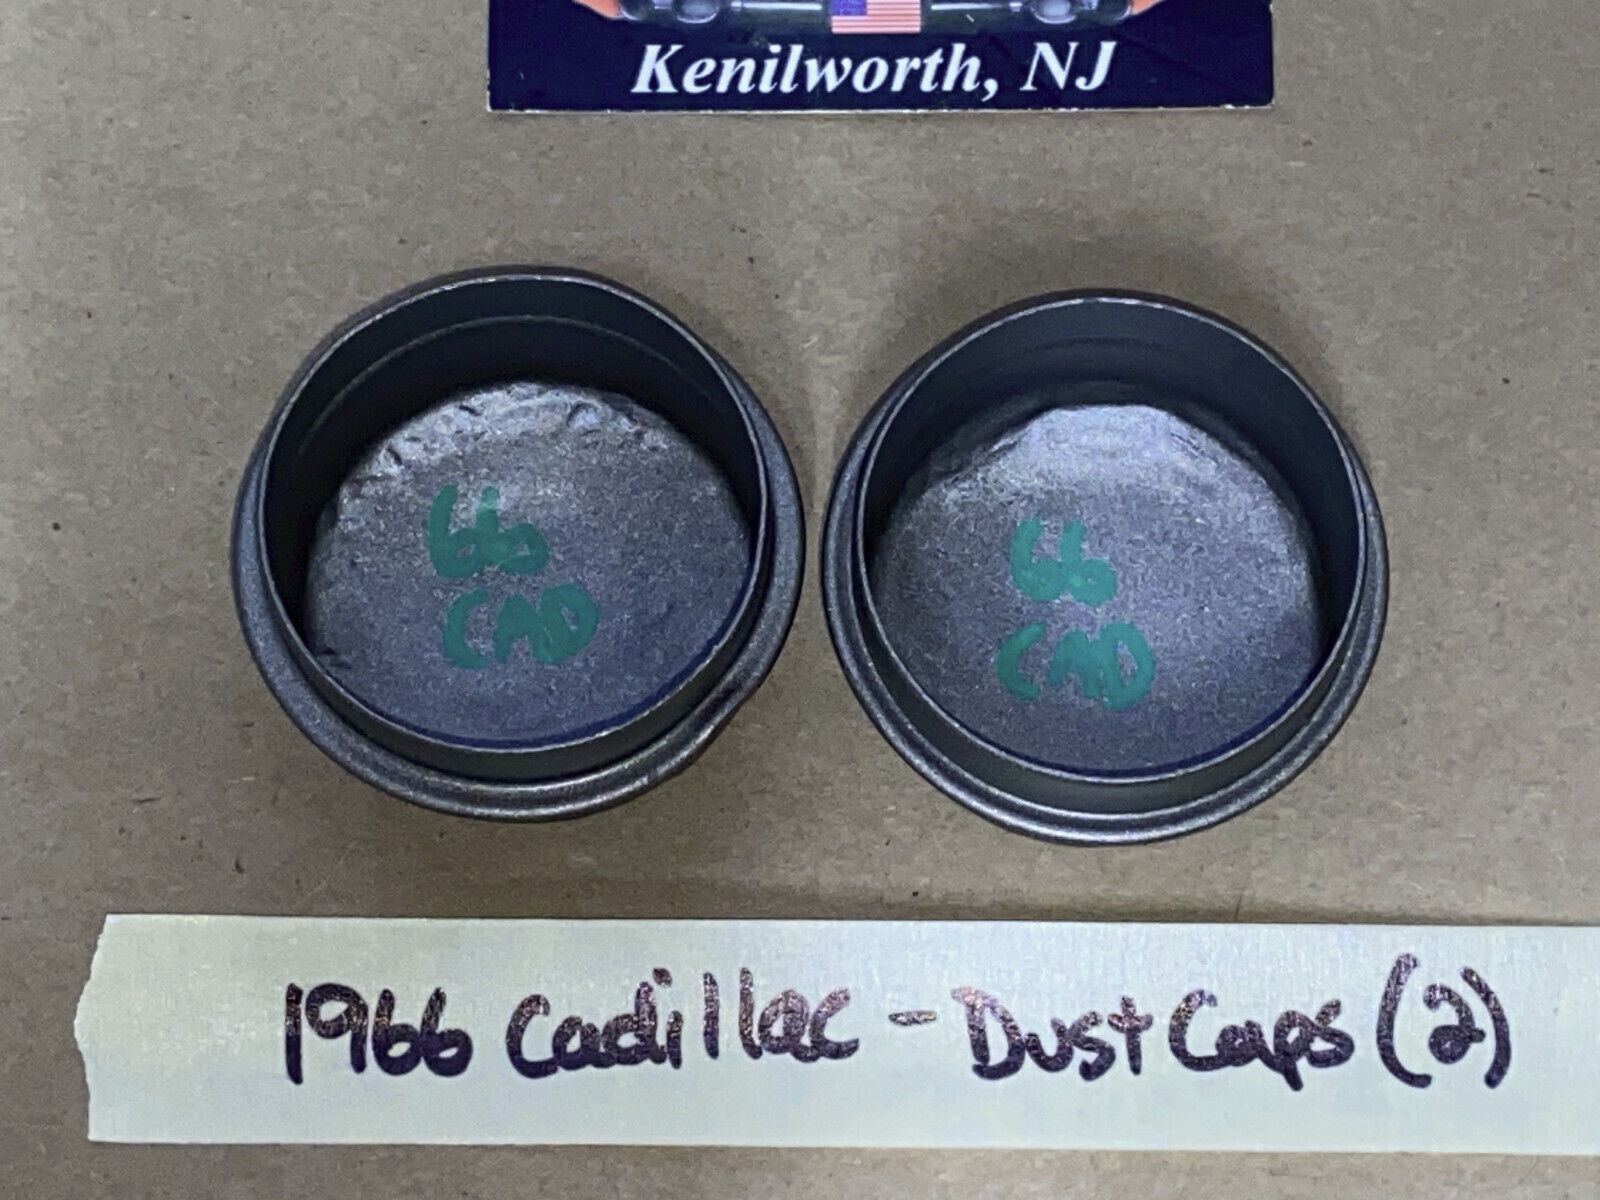 Kenilworth, NJ
66
CAD
66
CAD
1966 Cadillac - Dust Caps (2)